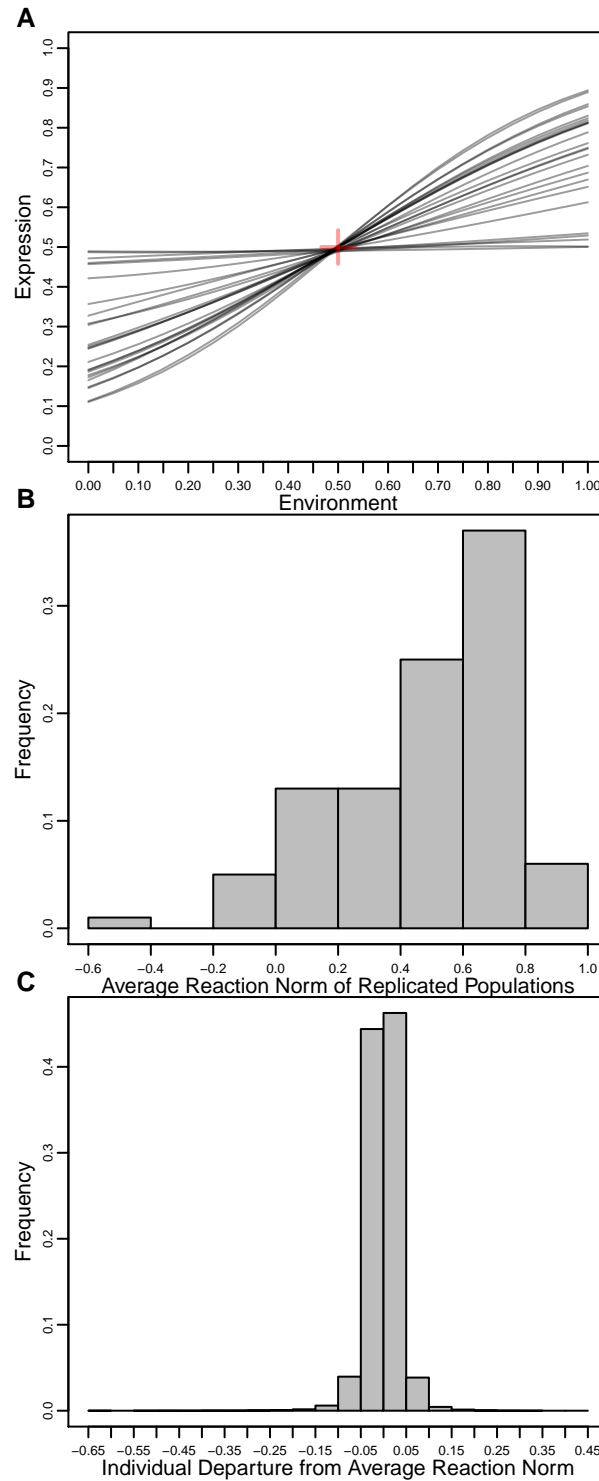 A
1.0
0.9
0.8
0.7
0.6
0.5
0.4
0.3
0.2
0.1
0.0
Expression
0.00 0.10 0.20 0.30 0.40 0.50 0.60 0.70 0.80 0.90 1.00
Environment
B
0.3
0.2
0.1
0.0
Frequency
−0.6 −0.4 −0.2 0.0 0.2 0.4 0.6 0.8 1.0
Average Reaction Norm of Replicated Populations
C
0.4
0.3
0.2
0.1
0.0
Frequency
−0.65 −0.55 −0.45 −0.35 −0.25 −0.15 −0.05 0.05 0.15 0.25 0.35 0.45
Individual Departure from Average Reaction Norm